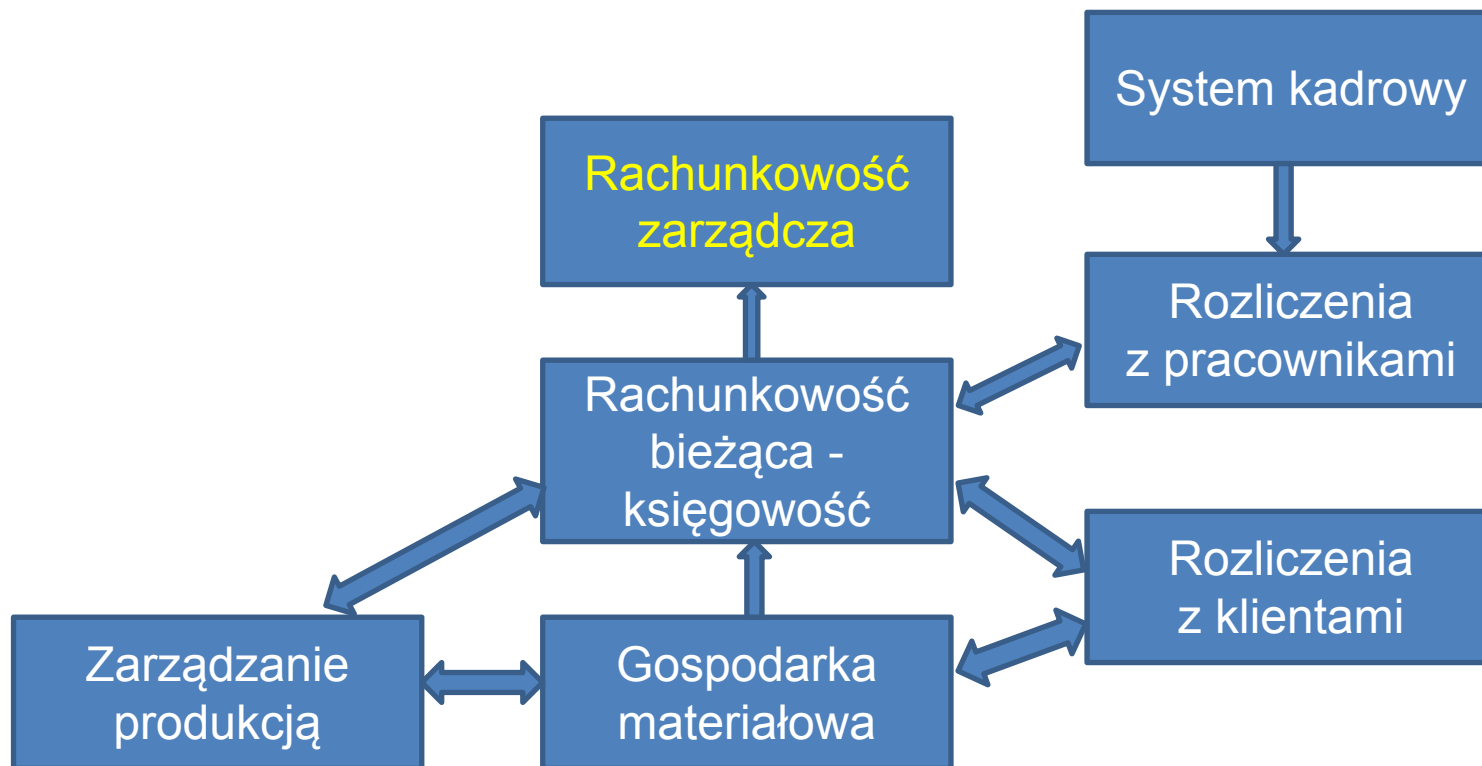 System kadrowy
Rachunkowość
zarządcza
Rozliczenia
z pracownikami
Rachunkowość
bieżąca -
księgowość
Rozliczenia
z klientami
Zarządzanie
produkcją
Gospodarka
materiałowa